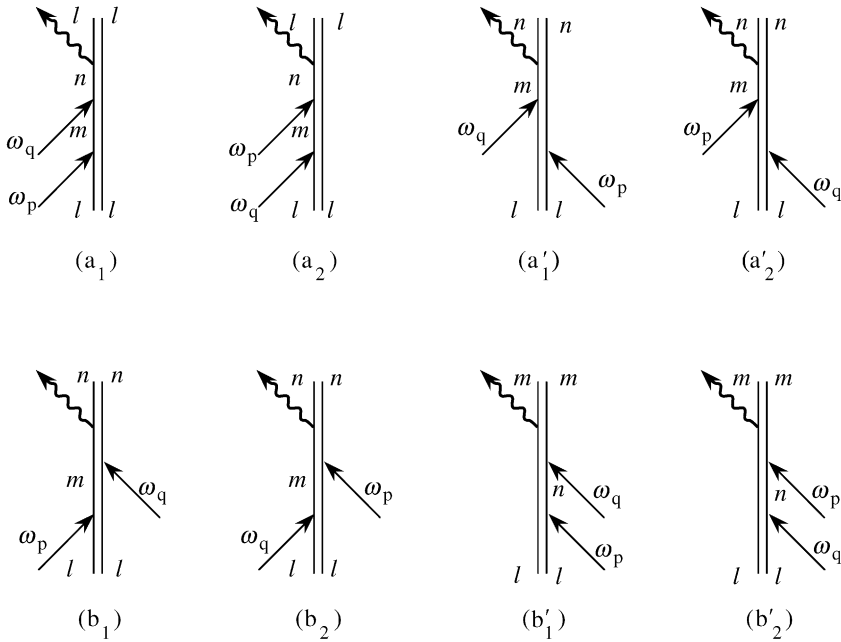 l l l l n n n n
n n m m
ω_q m ω_p m ω_q ω_p
ω_p ω_q ω_p ω_q
l l l l l l l l
(a_1) (a_2) (a′_1) (a′_2)
n n n n m m m m
m ω_q m ω_p n ω_q n ω_p
ω_p ω_q ω_p ω_q
l l l l l l l l
(b_1) (b_2) (b′_1) (b′_2)